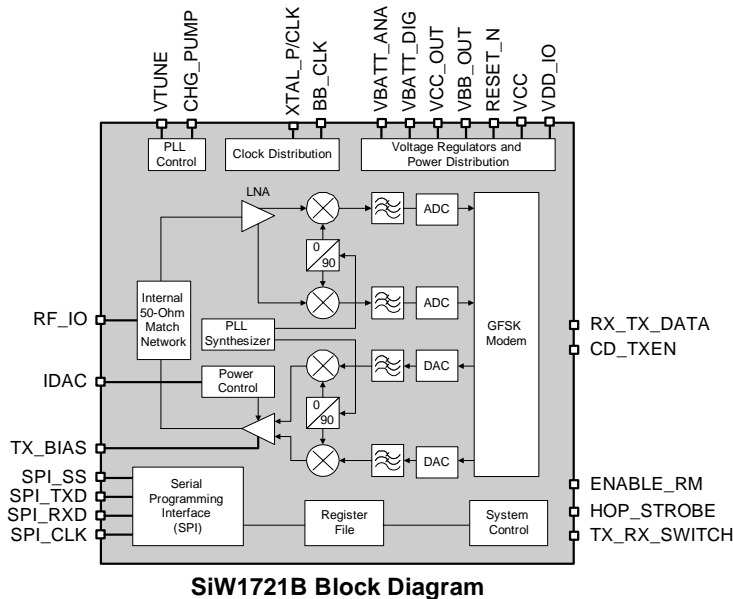 VTUNE
CHG_PUMP
XTAL_P/CLK
BB_CLK
VBATT_ANA
VBATT_DIG
VCC_OUT
VBB_OUT
RESET_N
VCC
VDD_IO
PLL
Control
Clock Distribution
Voltage Regulators and
Power Distribution
LNA
ADC
0
90
Internal
50-Ohm
Match
Network
RF_IO
ADC
PLL
Synthesizer
GFSK
Modem
RX_TX_DATA
CD_TXEN
IDAC
Power
Control
DAC
0
90
TX_BIAS
DAC
SPI_SS
SPI_TXD
SPI_RXD
SPI_CLK
Serial
Programming
Interface
(SPI)
Register
File
System
Control
ENABLE_RM
HOP_STROBE
TX_RX_SWITCH
SiW1721B Block Diagram